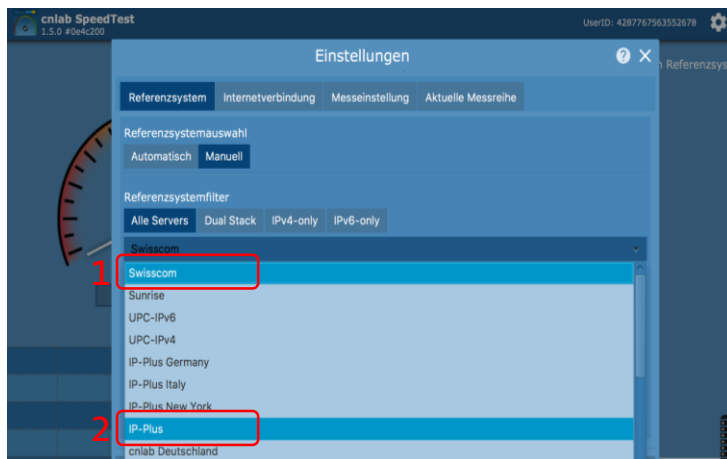 cnlab SpeedTest
1.5.0 #0e4c200
UserID: 4287767563552678
Einstellungen
? X
n Referenzsys
Referenzsystem Internetverbindung Messeinstellung Aktuelle Messreihe
Referenzsystemauswahl
Automatisch Manuell
Referenzsystemfilter
Alle Servers Dual Stack IPv4-only IPv6-only
Swisscom
1
Swisscom
Sunrise
UPC-IPv6
UPC-IPv4
IP-Plus Germany
IP-Plus Italy
IP-Plus New York
2
IP-Plus
cnlab Deutschland